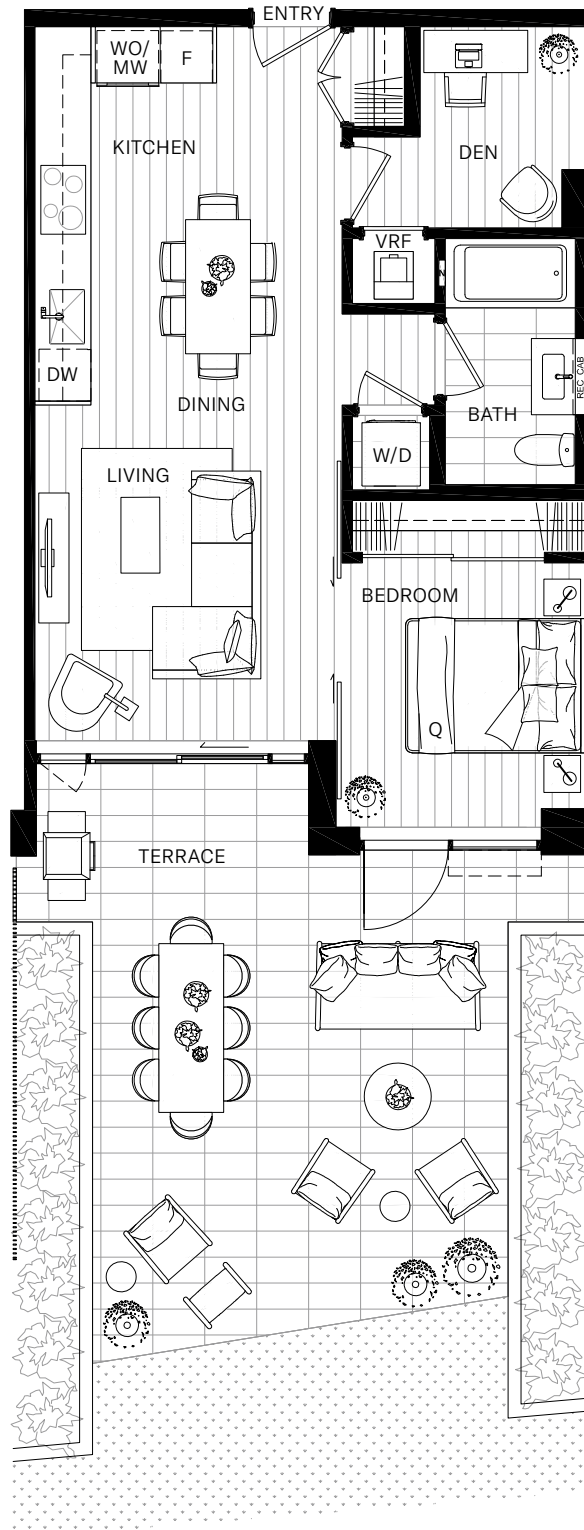 ENTRY
WO/
MW
F
KITCHEN
DEN
VRF
DW
DINING
REC CAB
BATH
LIVING
W/D
BEDROOM
Q
TERRACE